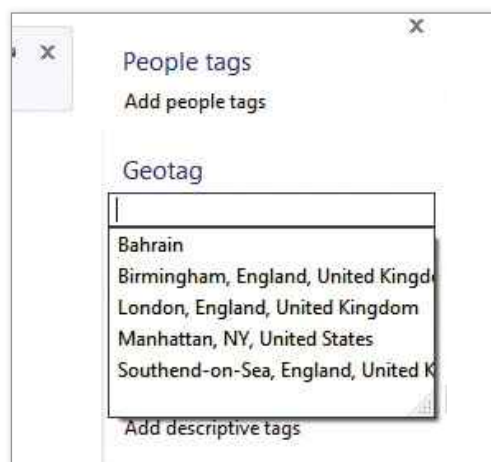 People tags
Add people tags
Geotag
Bahrain
Birmingham, England, United Kingd
London, England, United Kingdom
Manhattan, NY, United States
Southend-on-Sea, England, United K
Add descriptive tags